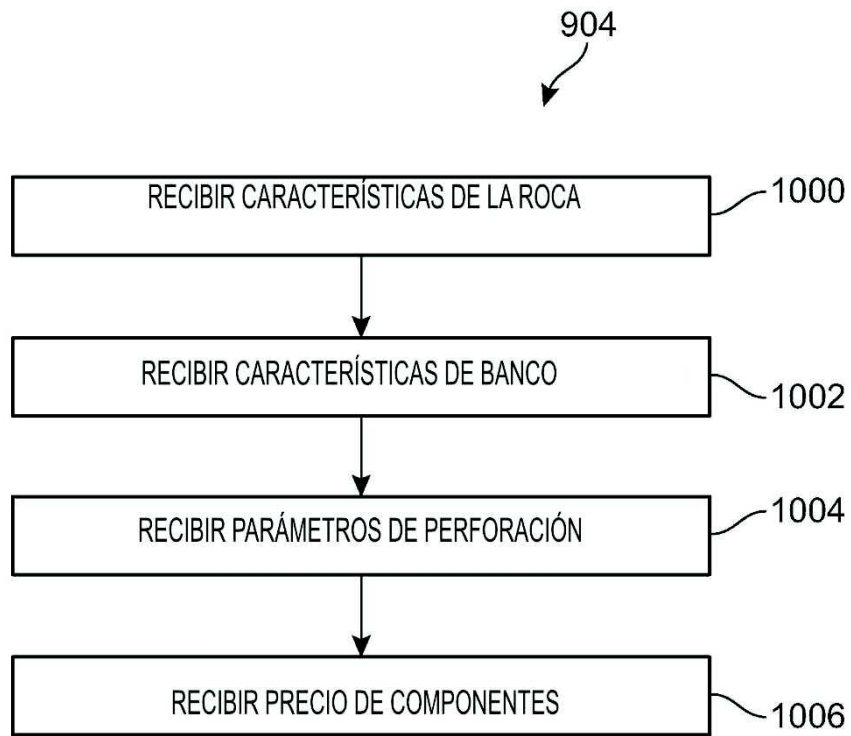 904
RECIBIR CARACTERÍSTICAS DE LA ROCA
1000
RECIBIR CARACTERÍSTICAS DE BANCO
1002
RECIBIR PARÁMETROS DE PERFORACIÓN
1004
RECIBIR PRECIO DE COMPONENTES
1006